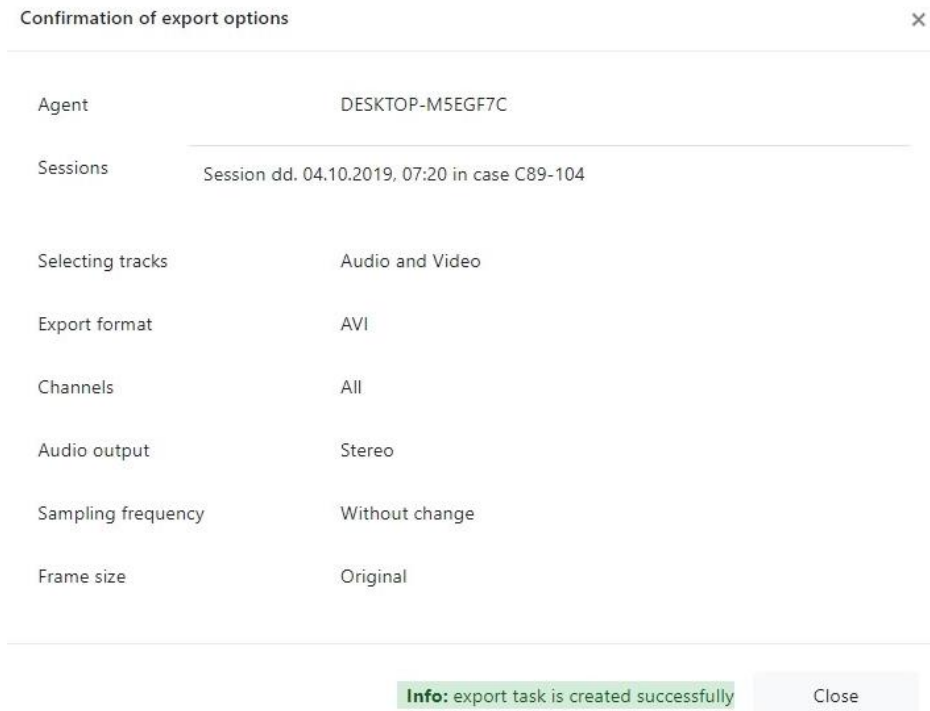 Confirmation of export options ×
Agent DESKTOP-M5EGF7C
Sessions Session dd. 04.10.2019, 07:20 in case C89-104
Selecting tracks Audio and Video
Export format AVI
Channels All
Audio output Stereo
Sampling frequency Without change
Frame size Original
Info: export task is created successfully Close